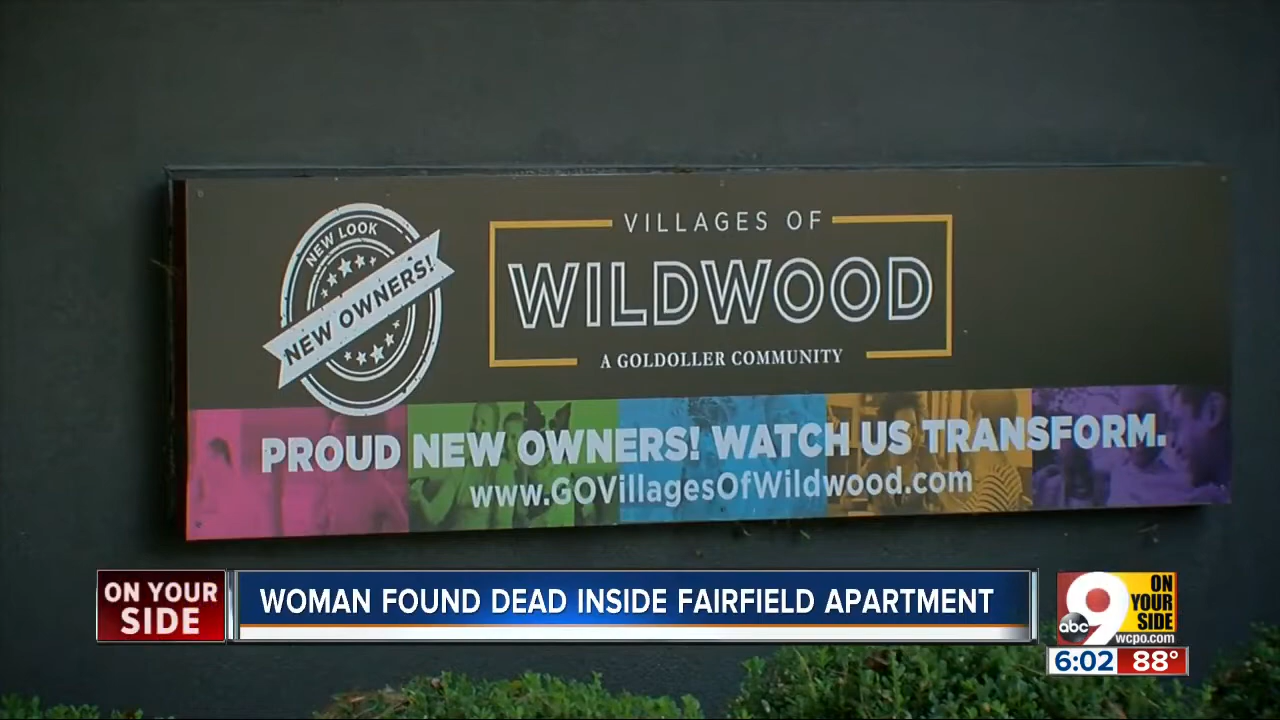 NEW LOOK
NEW OWNERS!
VILLAGES OF
WILDWOOD
A GOLDOLLER COMMUNITY
PROUD NEW OWNERS! WATCH US TRANSFORM.
www.GOVillagesOfWildwood.com
ON YOUR
SIDE
WOMAN FOUND DEAD INSIDE FAIRFIELD APARTMENT
abc 9
ON
YOUR
SIDE
wcpo.com
6:02 88°